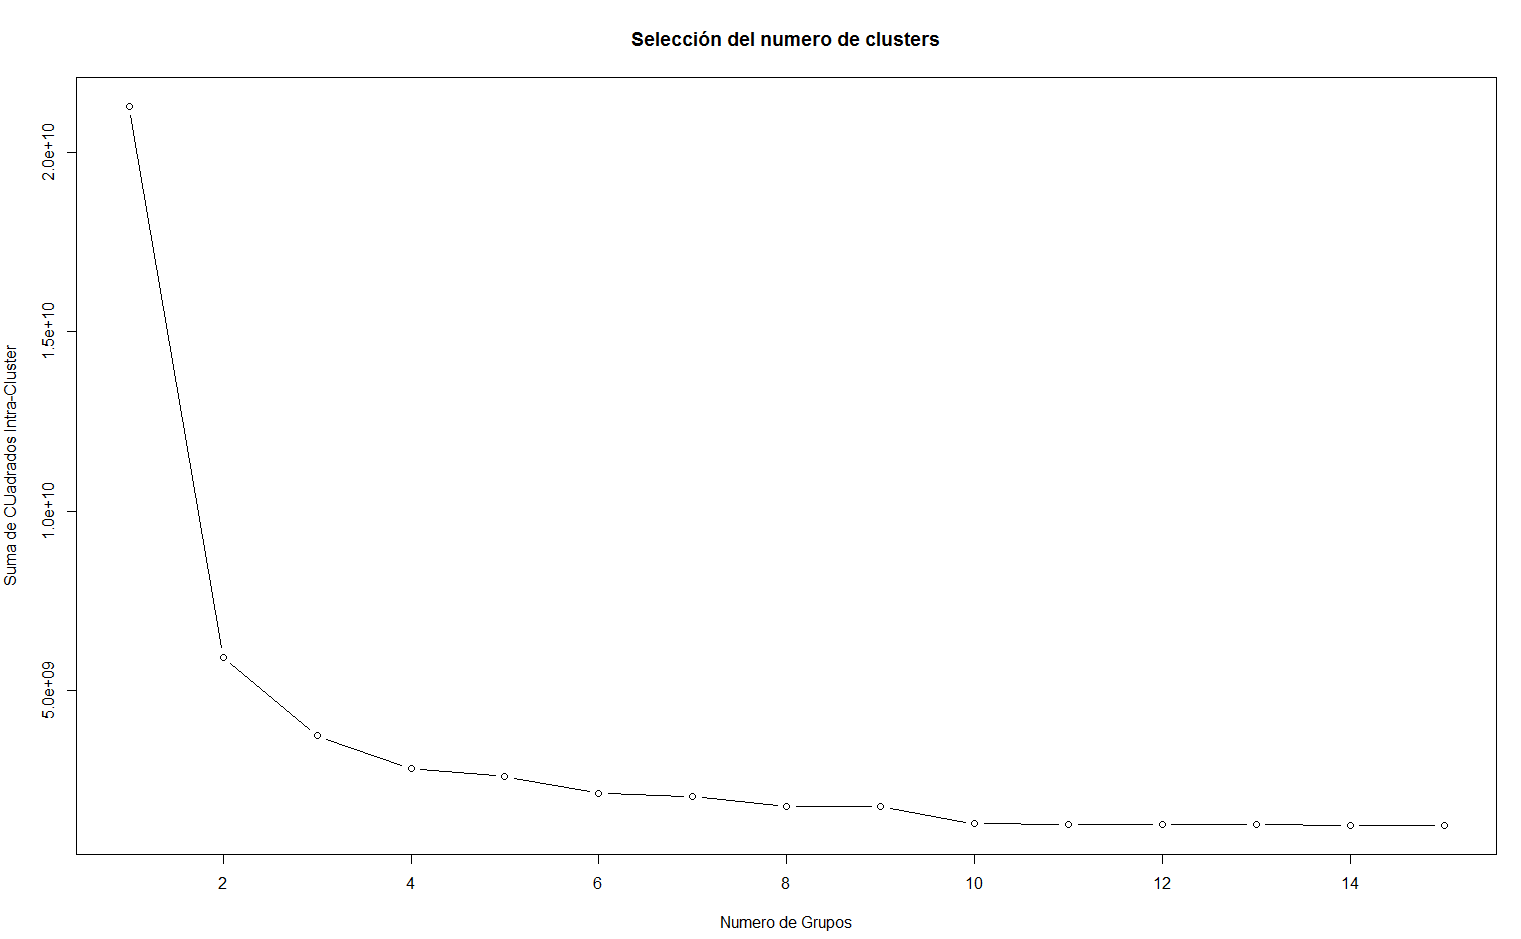 Selección del numero de clusters
Suma de CUadrados Intra-Cluster
2.0e+10
1.5e+10
1.0e+10
5.0e+09
2 4 6 8 10 12 14
Numero de Grupos